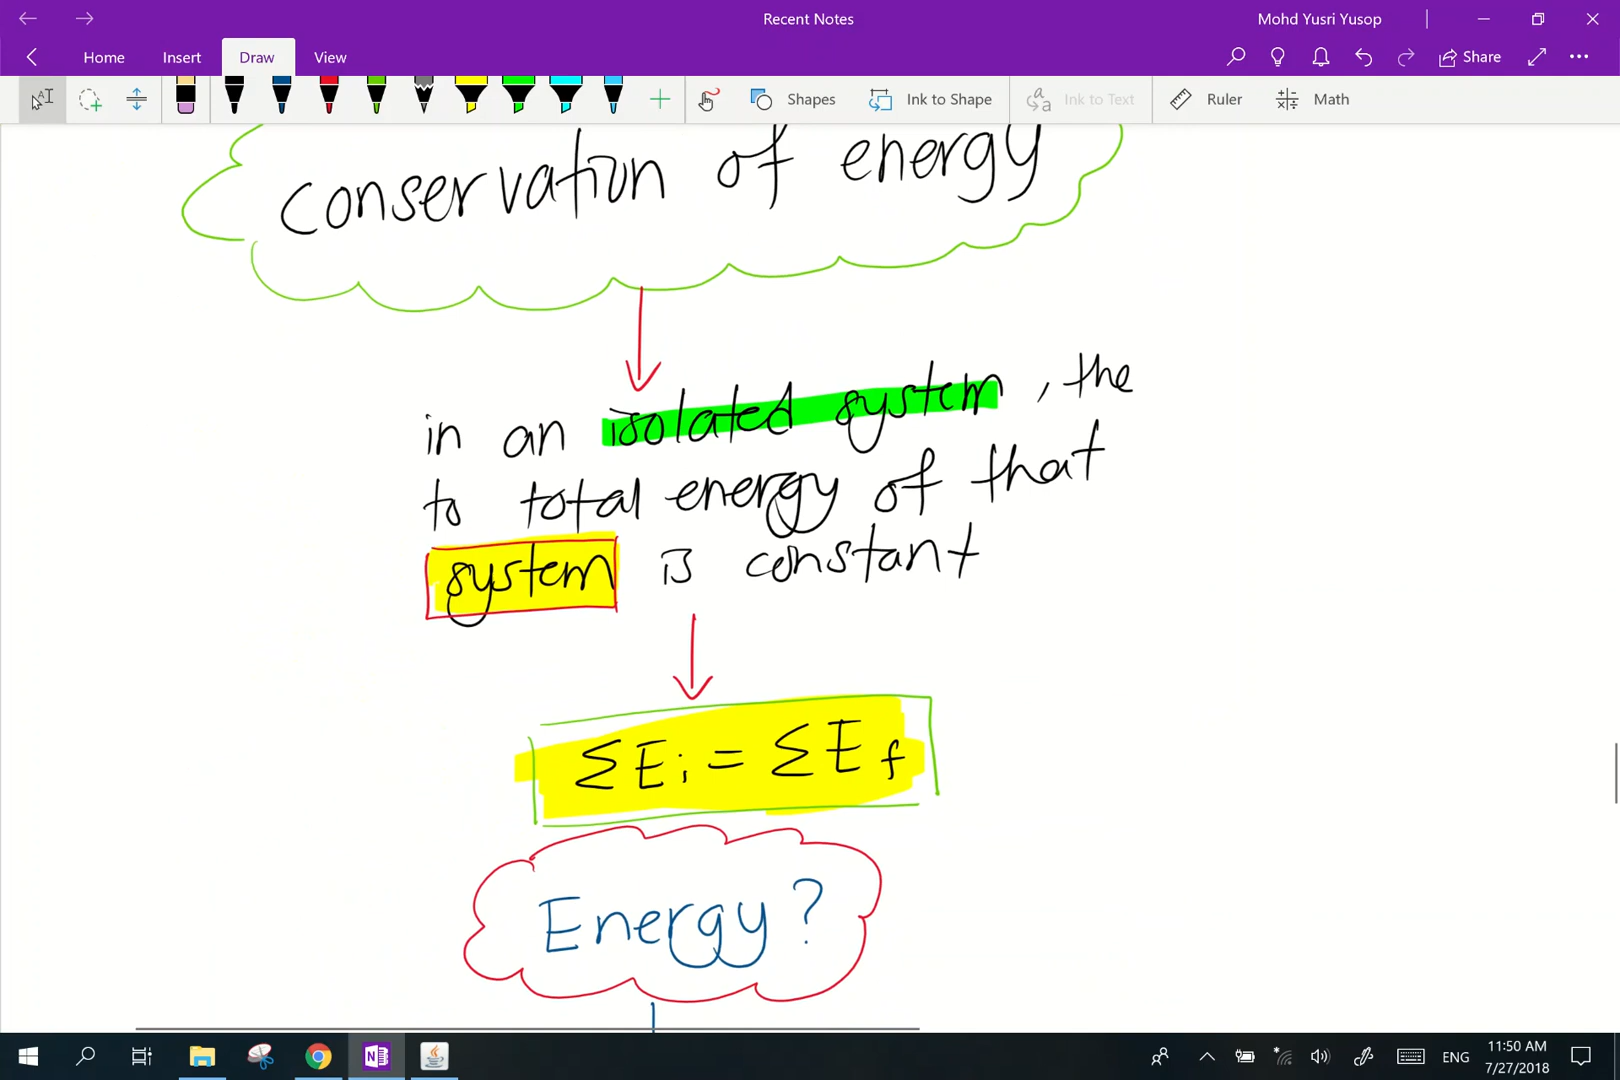 Recent Notes
Mohd Yusri Yusop
Home Insert Draw View
Share
Shapes Ink to Shape Ink to Text Ruler Math
conservation of energy
in an isolated system, the
to total energy of that
system is constant
ΣEi = ΣEf
Energy?
ENG
11:50 AM
7/27/2018